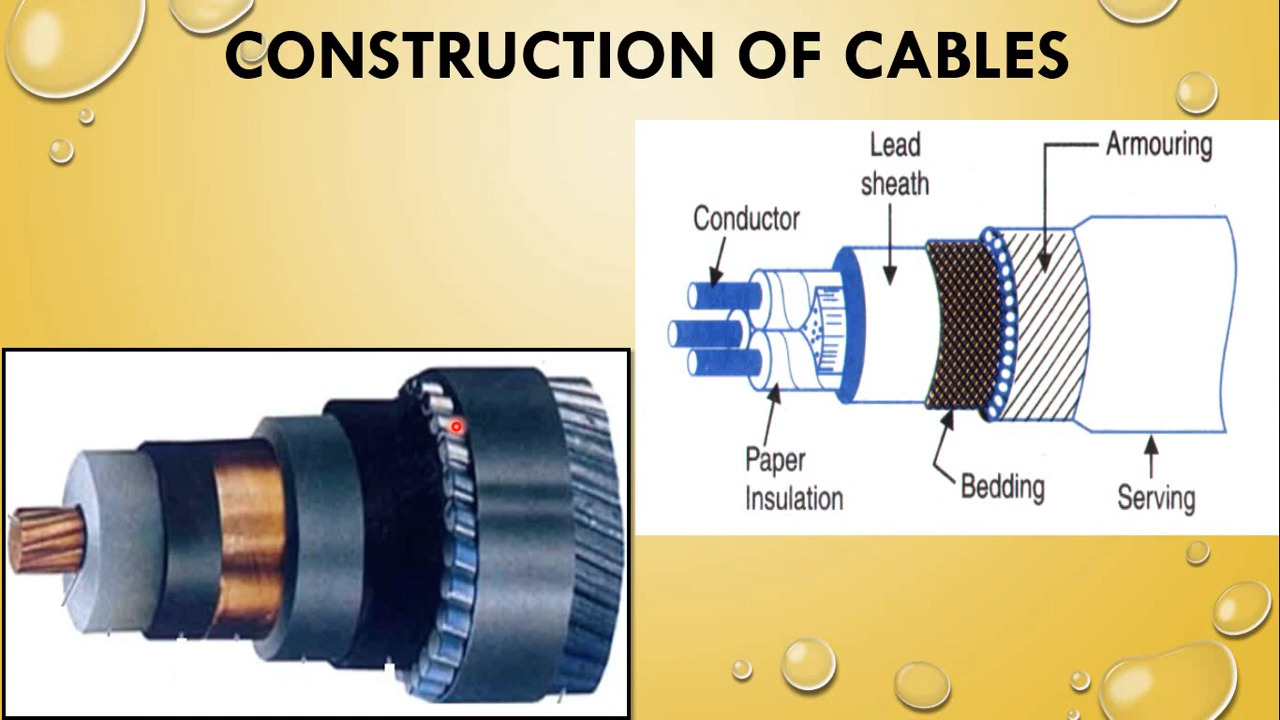 CONSTRUCTION OF CABLES
Lead
sheath
Armouring
Conductor
Paper
Insulation
Bedding
Serving